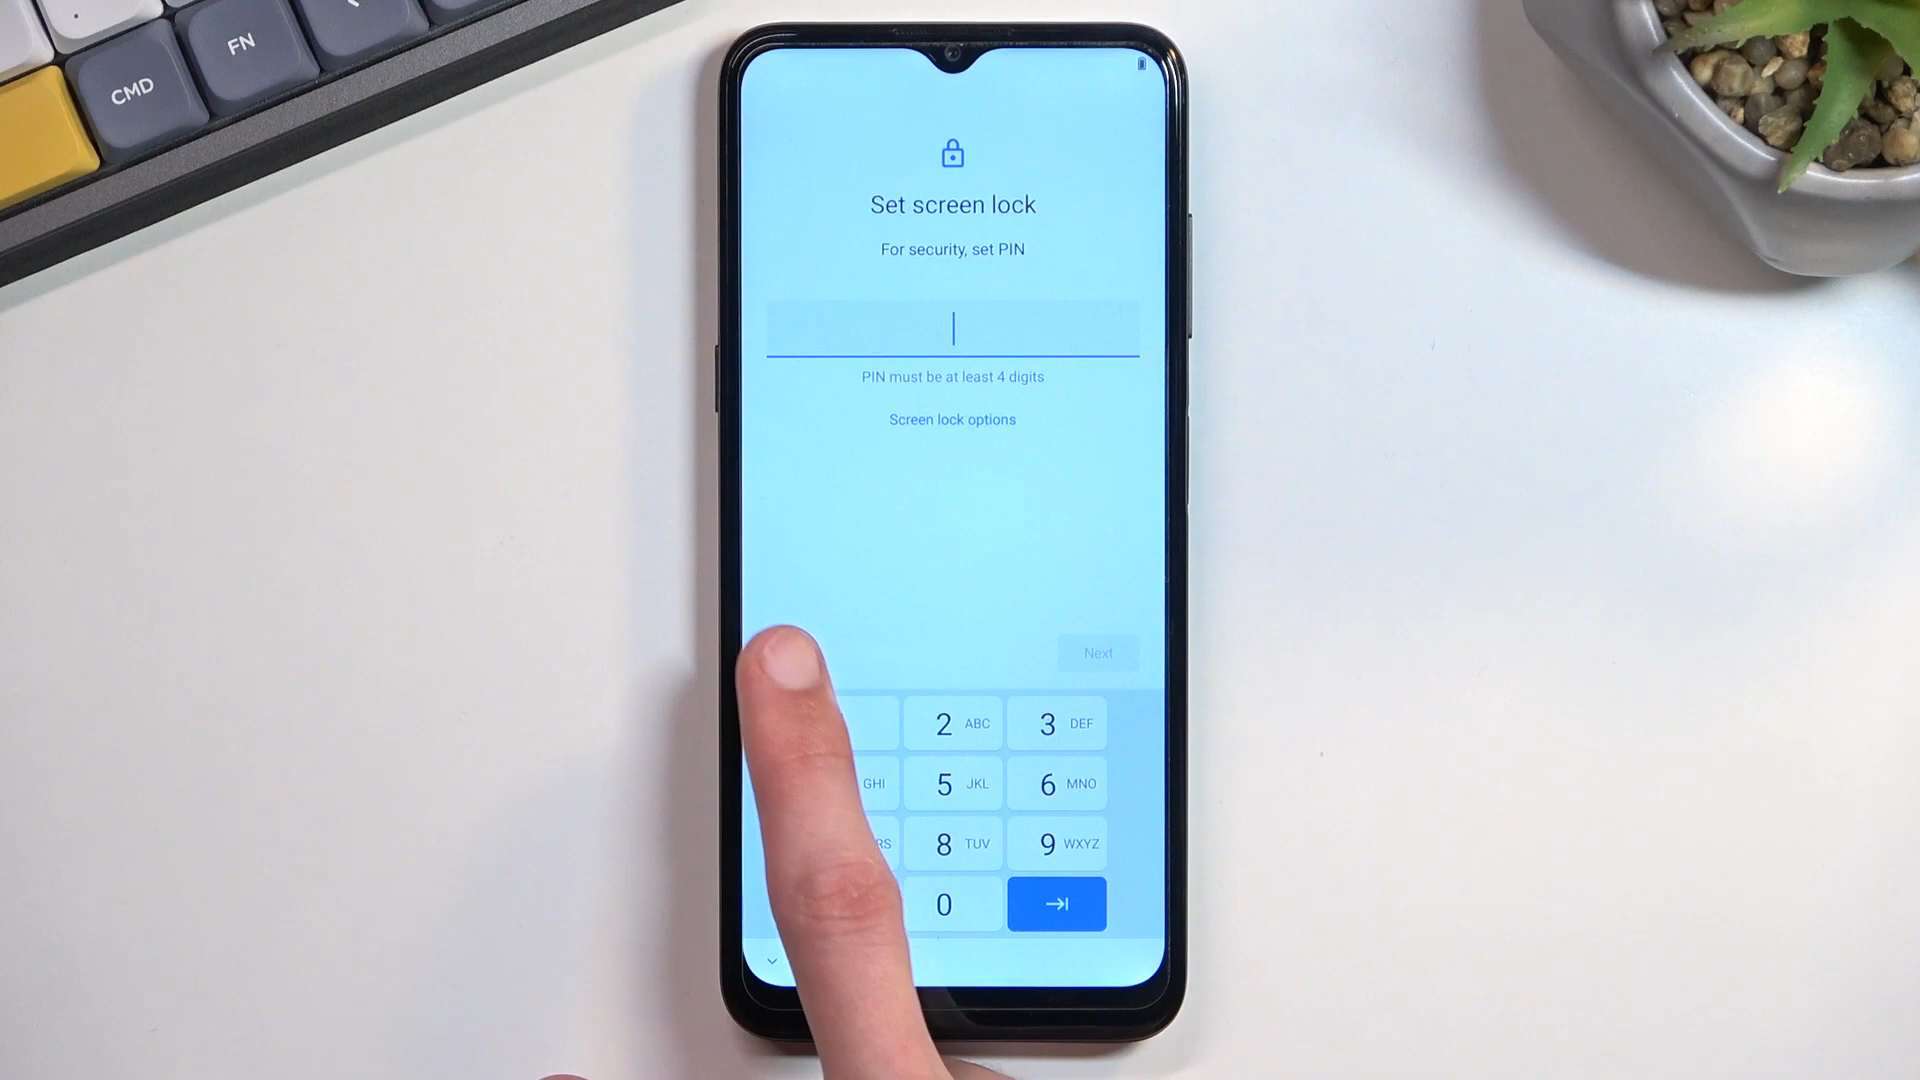 CMD FN
Set screen lock
For security, set PIN
PIN must be at least 4 digits
Screen lock options
Next
2 ABC 3 DEF
GHI 5 JKL 6 MNO
RS 8 TUV 9 WXYZ
0